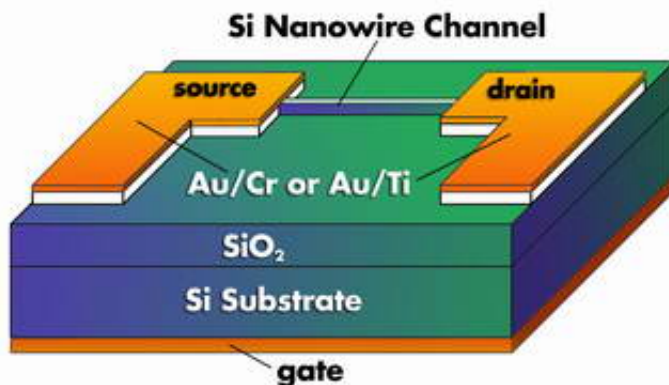 Si Nanowire Channel
source
drain
Au/Cr or Au/Ti
SiO₂
Si Substrate
gate